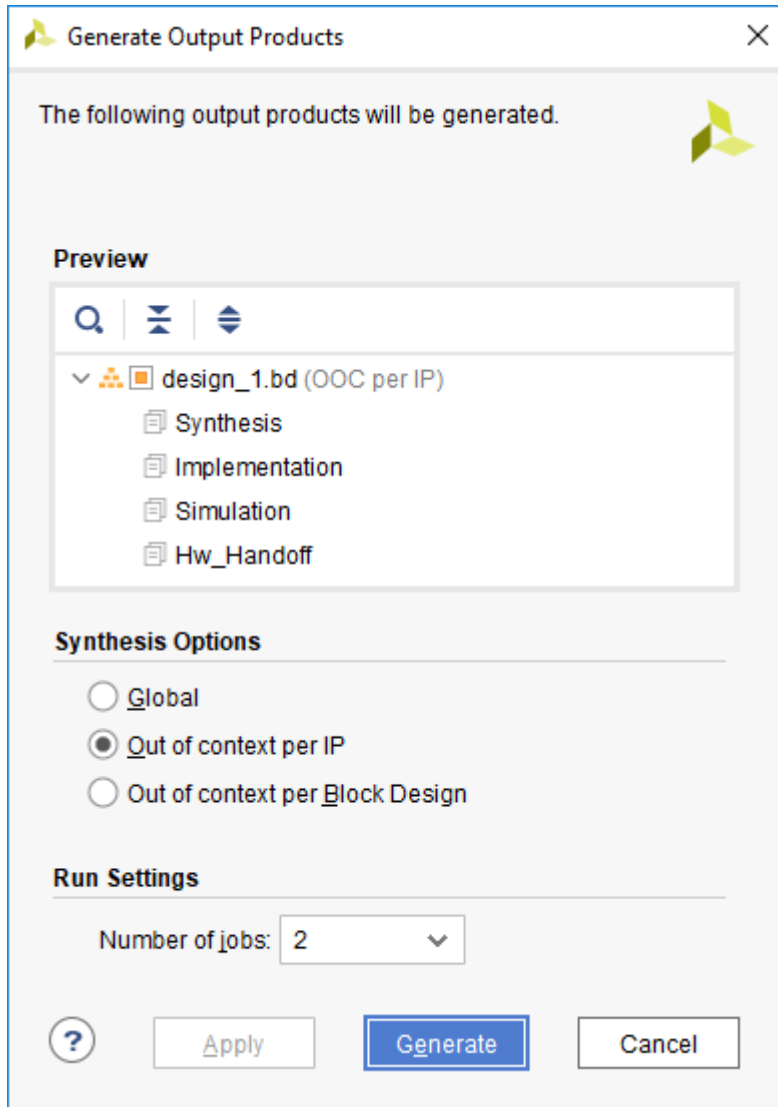 Generate Output Products
The following output products will be generated.
Preview
design_1.bd (OOC per IP)
Synthesis
Implementation
Simulation
Hw_Handoff
Synthesis Options
Global
Out of context per IP
Out of context per Block Design
Run Settings
Number of jobs: 2
? Apply Generate Cancel